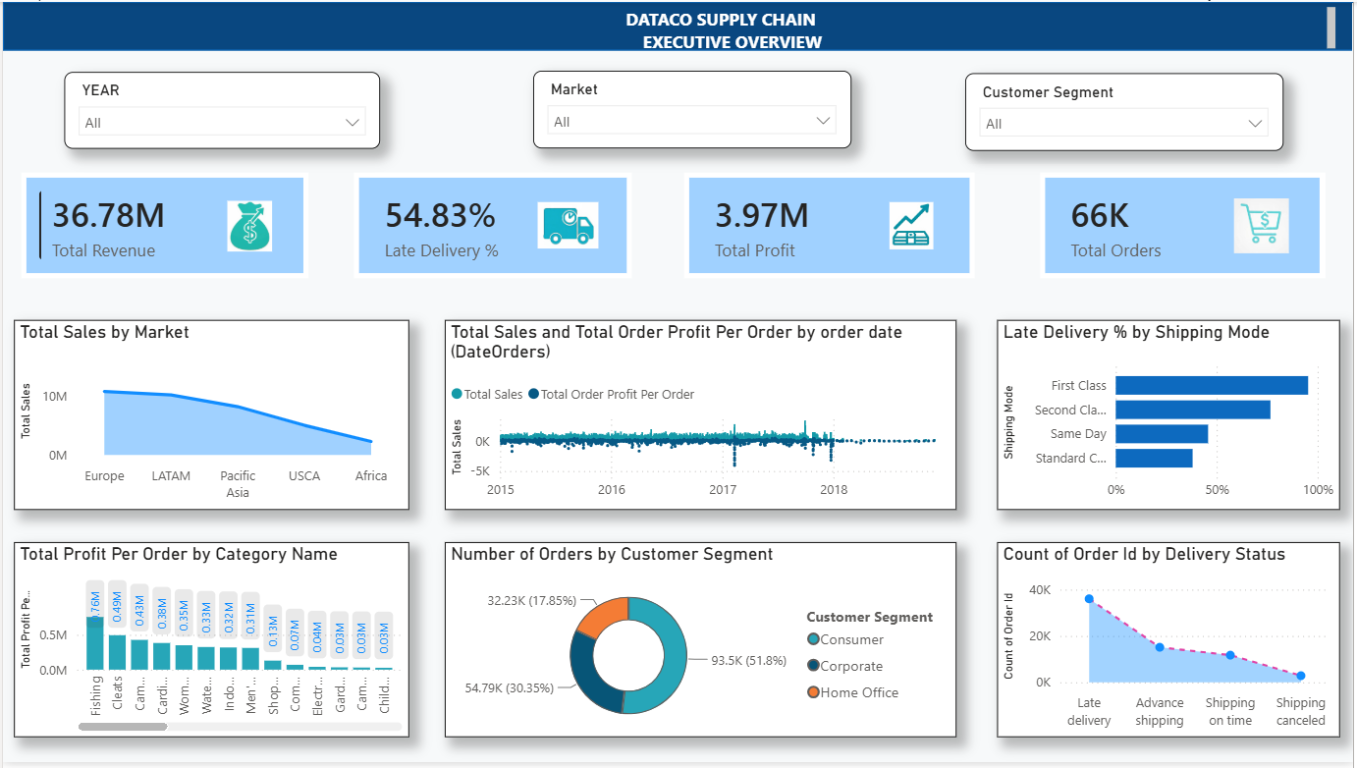 DATACO SUPPLY CHAIN
EXECUTIVE OVERVIEW
YEAR
All
Market
All
Customer Segment
All
36.78M
Total Revenue
54.83%
Late Delivery %
3.97M
Total Profit
66K
Total Orders
Total Sales by Market
Total Sales
10M
0M
Europe
LATAM
Pacific
Asia
USCA
Africa
Total Sales and Total Order Profit Per Order by order date
(DateOrders)
Total Sales
Total Order Profit Per Order
Total Sales
0K
-5K
2015
2016
2017
2018
Late Delivery % by Shipping Mode
Shipping Mode
First Class
Second Cla...
Same Day
Standard C...
0%
50%
100%
Total Profit Per Order by Category Name
Total Profit Pe...
0.5M
0.0M
0.76M
0.49M
0.43M
0.38M
0.35M
0.33M
0.32M
0.31M
0.13M
0.07M
0.04M
0.03M
0.03M
0.03M
Fishing
Cleats
Cam...
Cardi...
Wom...
Wate...
Indo...
Men'...
Shop...
Com...
Electr...
Gard...
Cam...
Child...
Number of Orders by Customer Segment
32.23K (17.85%)
54.79K (30.35%)
93.5K (51.8%)
Customer Segment
Consumer
Corporate
Home Office
Count of Order Id by Delivery Status
Count of Order Id
40K
20K
0K
Late
delivery
Advance
shipping
Shipping
on time
Shipping
canceled